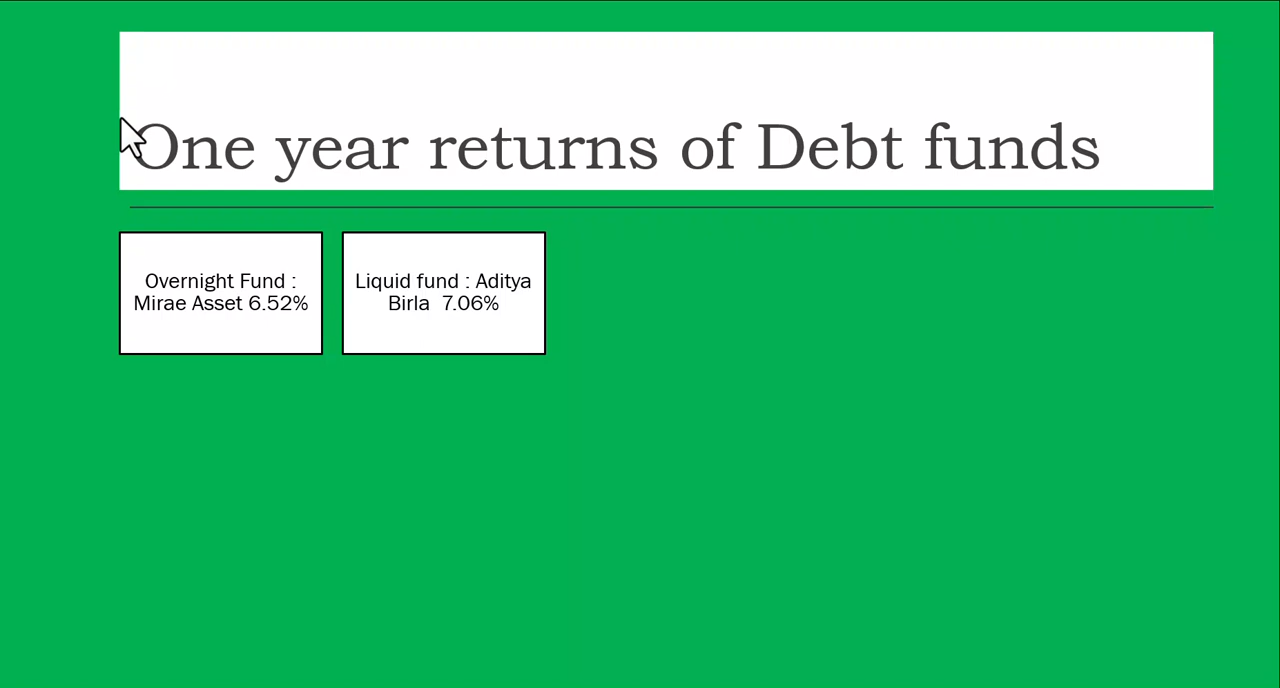 One year returns of Debt funds
Overnight Fund :
Mirae Asset 6.52%
Liquid fund : Aditya
Birla  7.06%